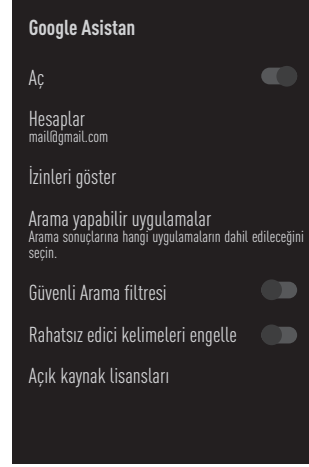 Google Asistan
Aç
Hesaplar
mail@gmail.com
İzinleri göster
Arama yapabilir uygulamalar
Arama sonuçlarına hangi uygulamaların dahil edileceğini
seçin.
Güvenli Arama filtresi
Rahatsız edici kelimeleri engelle
Açık kaynak lisansları